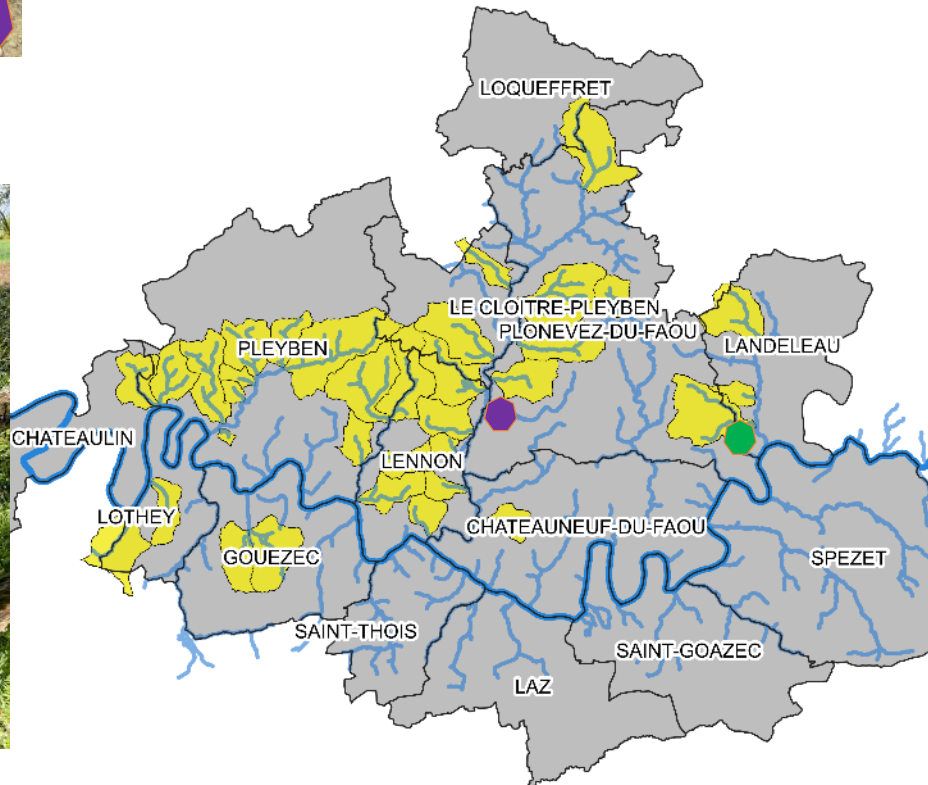 LOQUEFFRET
LE CLOITRE-PLEYBEN
PLONEVEZ-DU-FAOU
PLEYBEN
LANDELEAU
CHATEAULIN
LENNON
LOTHEY
CHATEAUNEUF-DU-FAOU
GOUEZEC
SPEZET
SAINT-THOIS
SAINT-GOAZEC
LAZ